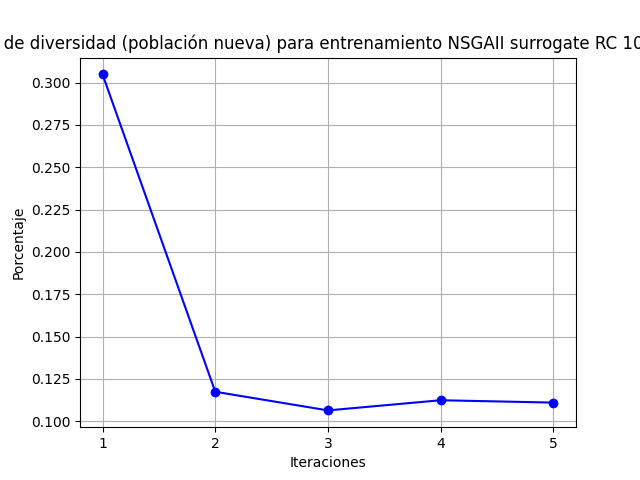 de diversidad (población nueva) para entrenamiento NSGAII surrogate RC 10
0.300
0.275
0.250
0.225
0.200
0.175
0.150
0.125
0.100
Porcentaje
1 2 3 4 5
Iteraciones